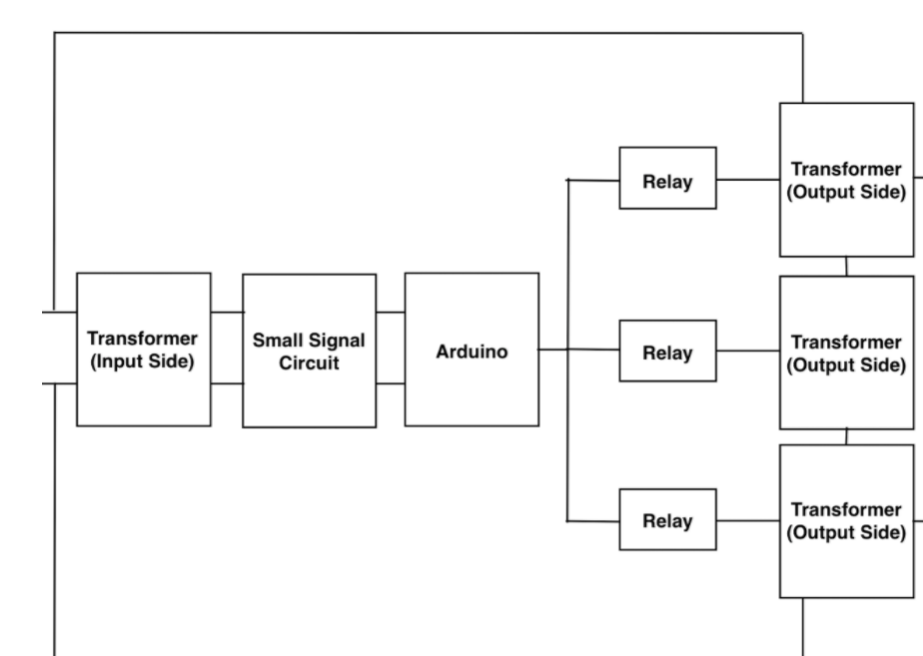 Transformer
(Input Side)
Small Signal
Circuit
Arduino
Relay
Relay
Relay
Transformer
(Output Side)
Transformer
(Output Side)
Transformer
(Output Side)